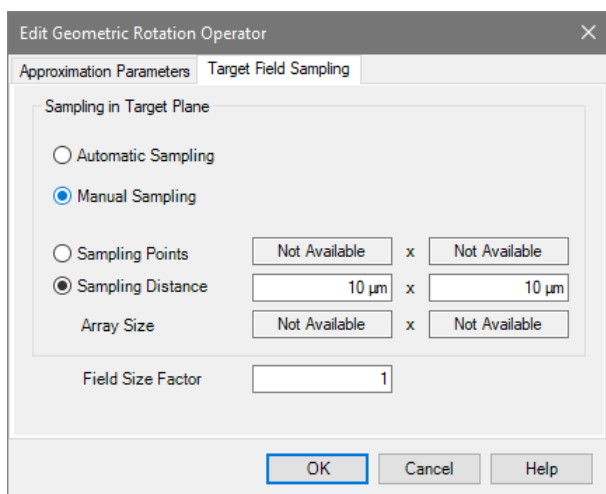 Edit Geometric Rotation Operator
Approximation Parameters Target Field Sampling
Sampling in Target Plane
Automatic Sampling
Manual Sampling
Sampling Points Not Available x Not Available
Sampling Distance 10 µm x 10 µm
Array Size Not Available x Not Available
Field Size Factor 1
OK Cancel Help